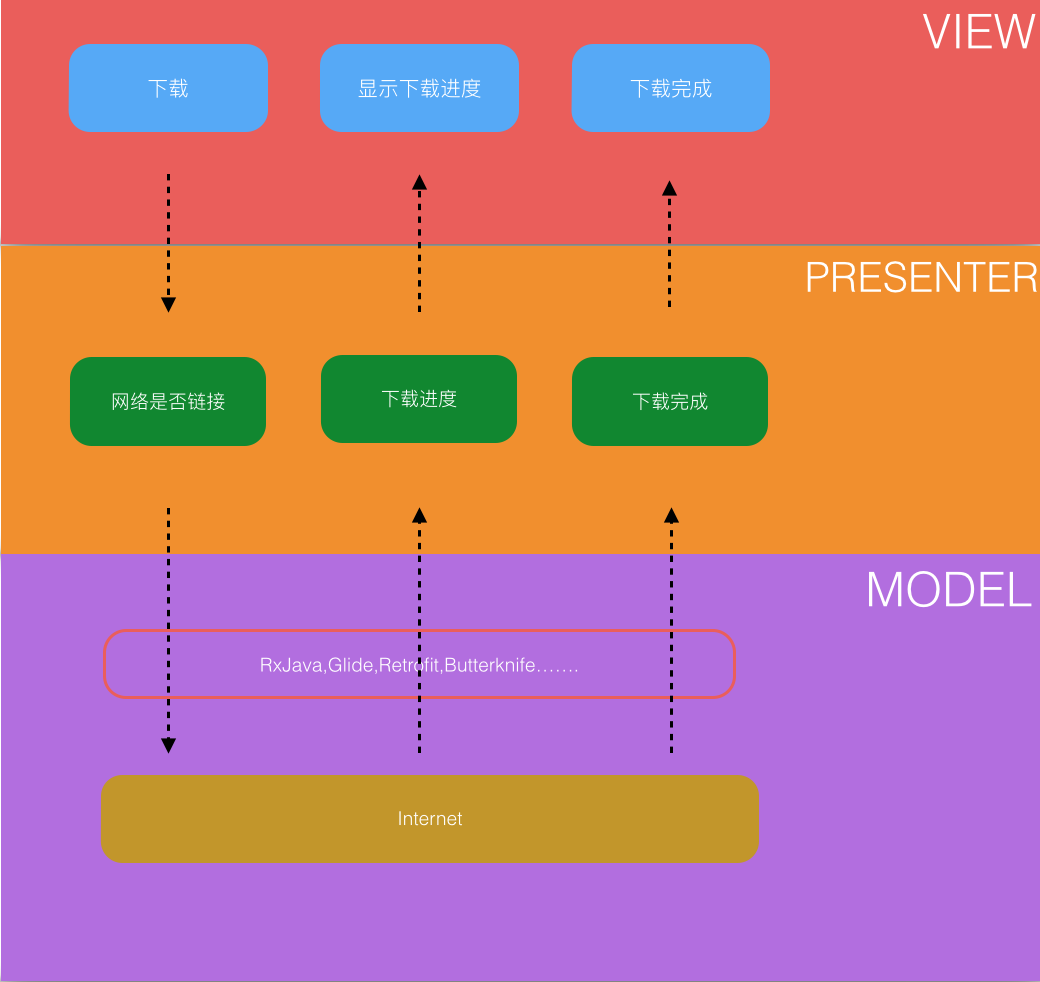 VIEW
下载
显示下载进度
下载完成
PRESENTER
网络是否链接
下载进度
下载完成
MODEL
RxJava,Glide,Retrofit,Butterknife…….
Internet